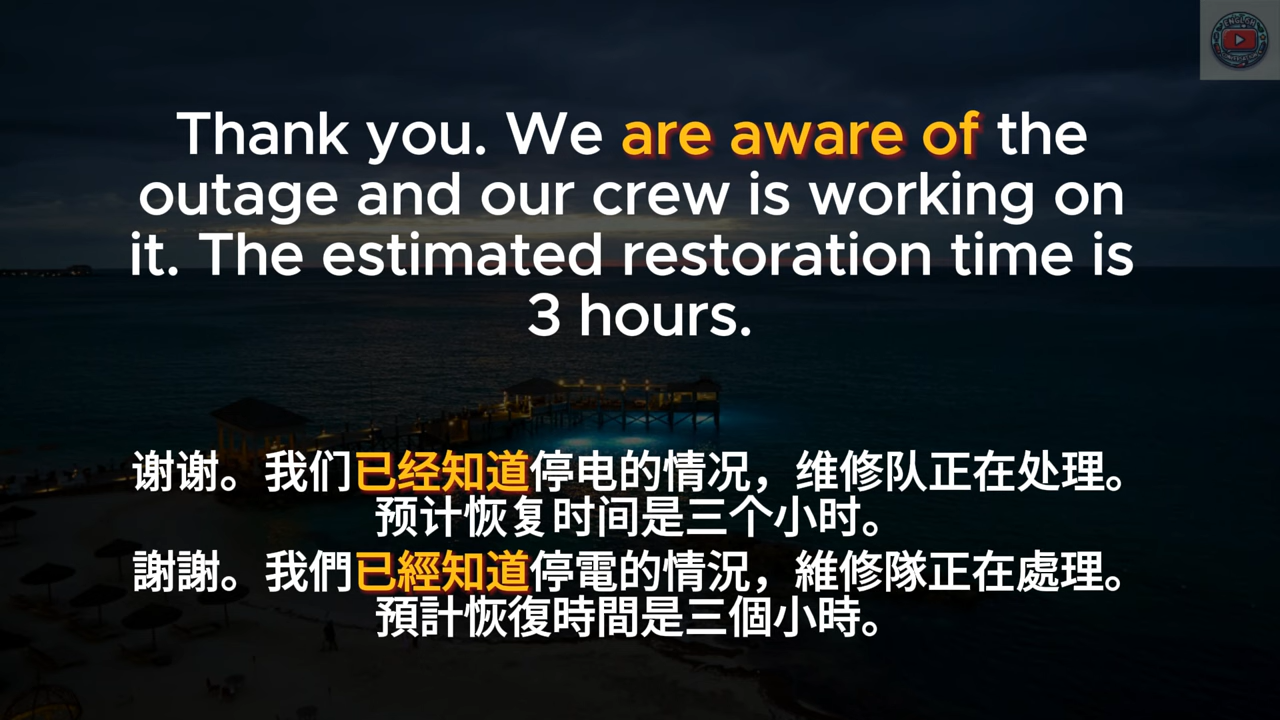 Thank you. We are aware of the
outage and our crew is working on
it. The estimated restoration time is
3 hours.
谢谢。我们已经知道停电的情况，维修队正在处理。
预计恢复时间是三个小时。
謝謝。我們已經知道停電的情況，維修隊正在處理。
預計恢復時間是三個小時。